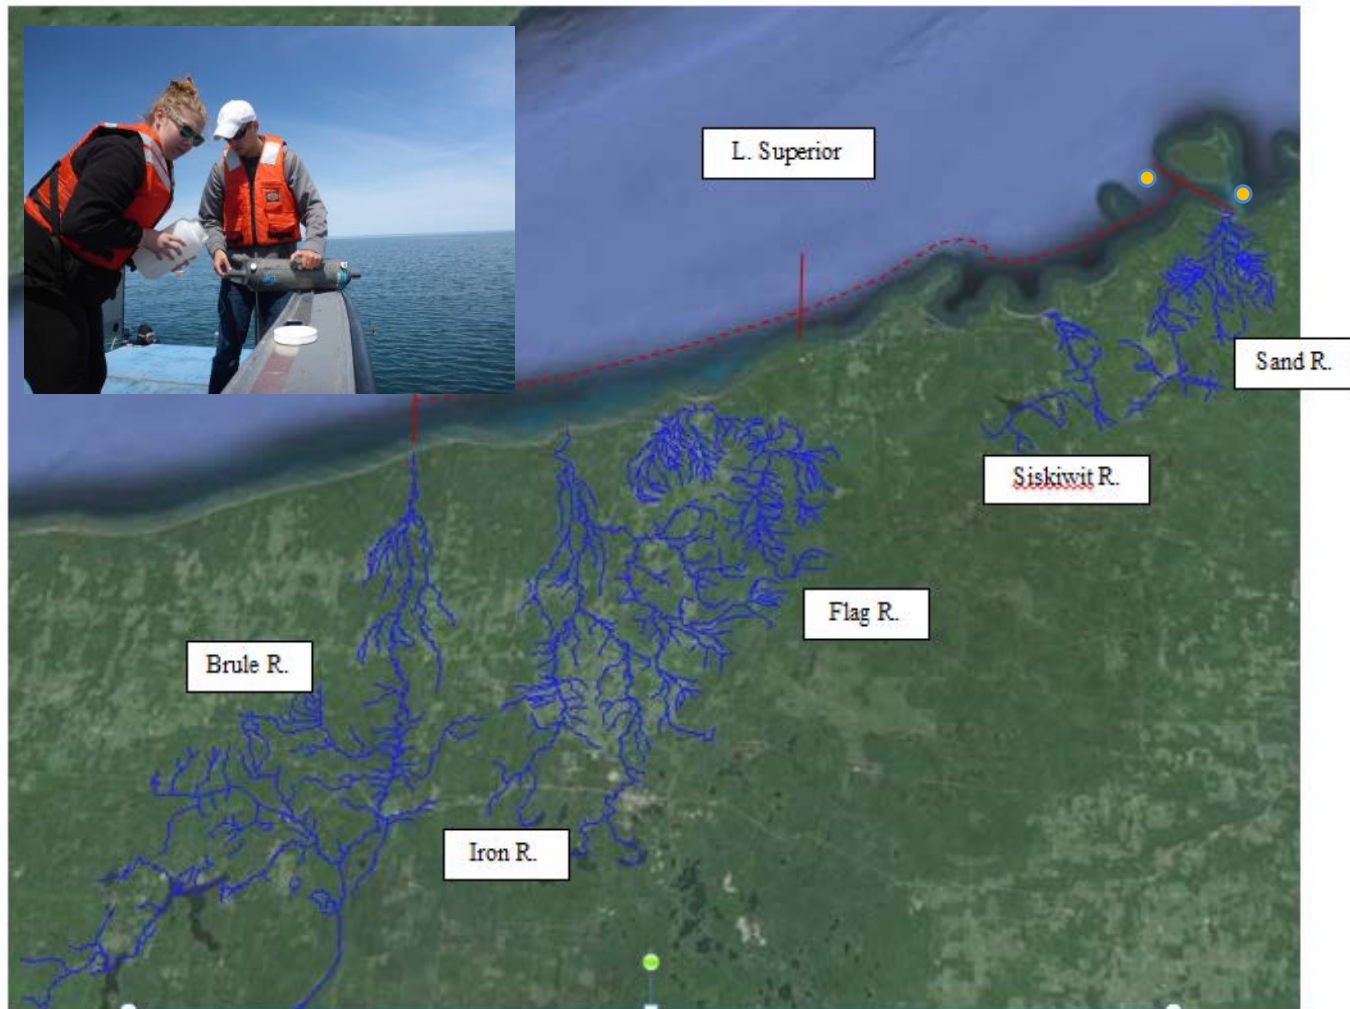 L. Superior
Sand R.
Siskiwit R.
Flag R.
Brule R.
Iron R.